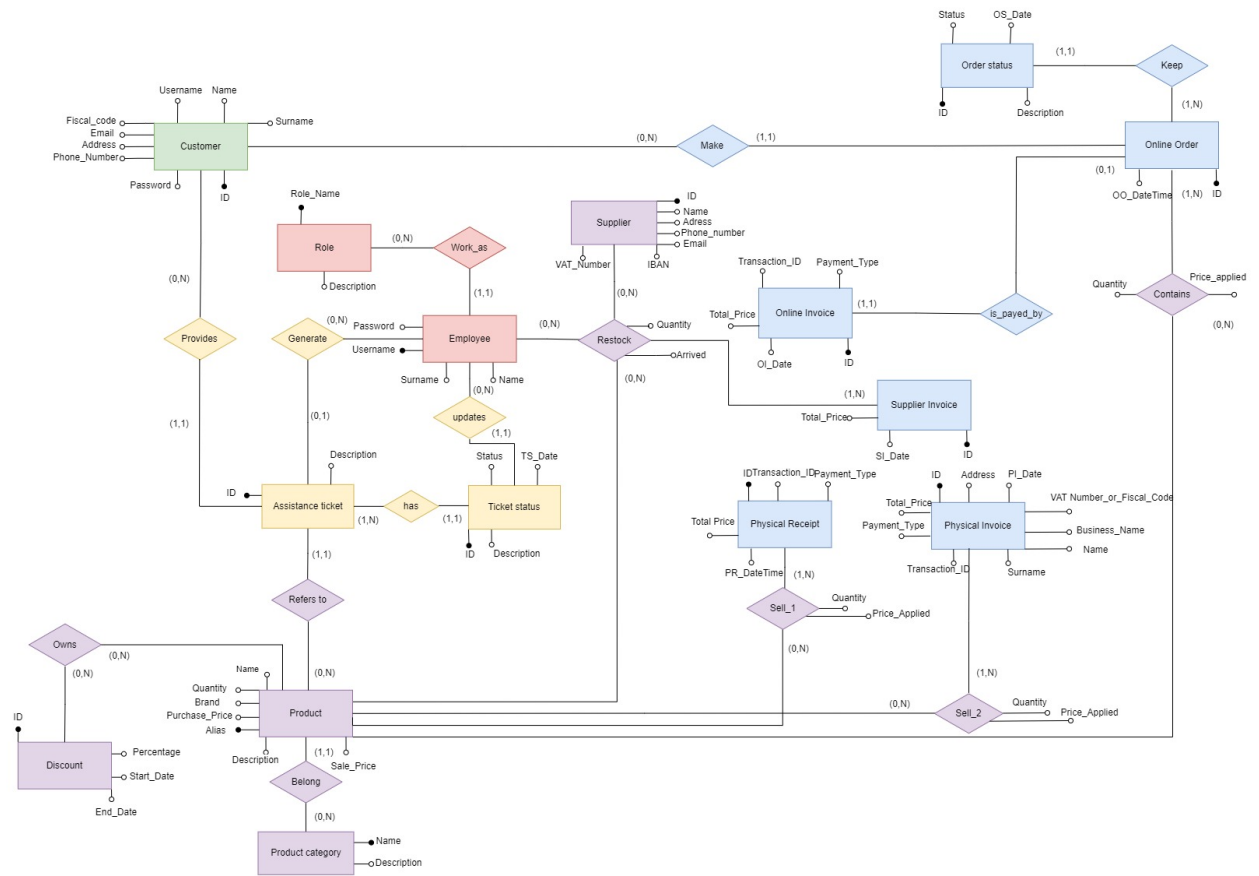 Status
OS_Date
Order status
(1,1)
Keep
ID
Description
(1,N)
Username
Name
Fiscal_code
Surname
Email
Address
Phone_Number
Customer
Password
ID
(0,N)
Make
(1,1)
Online Order
(0,1)
OO_DateTime
(1,N)
ID
Role_Name
Role
(0,N)
Work_as
Description
(1,1)
Supplier
ID
Name
Adress
Phone_number
Email
VAT_Number
IBAN
(0,N)
Transaction_ID
Payment_Type
Total_Price
Online Invoice
(1,1)
OI_Date
ID
is_payed_by
Quantity
Price_applied
Contains
(0,N)
(0,N)
Provides
(1,1)
(0,N)
Generate
(0,1)
Password
Employee
Username
Surname
Name
(0,N)
(0,N)
Quantity
Restock
Arrived
(0,N)
(1,N)
Supplier Invoice
Total_Price
SI_Date
ID
updates
(1,1)
Status
TS_Date
Description
ID
Assistance ticket
(1,N)
has
(1,1)
Ticket status
ID
Description
(1,1)
Refers to
(0,N)
ID
Transaction_ID
Payment_Type
Total Price
Physical Receipt
PR_DateTime
(1,N)
Sell_1
Quantity
Price_Applied
(0,N)
ID
Address
PI_Date
Total_Price
VAT Number_or_Fiscal_Code
Payment_Type
Physical Invoice
Business_Name
Name
Transaction_ID
Surname
(1,N)
(0,N)
Sell_2
Quantity
Price_Applied
Owns
(0,N)
(0,N)
Name
Quantity
Brand
Purchase_Price
Alias
Product
Description
(1,1)
Sale_Price
ID
Discount
Percentage
Start_Date
End_Date
Belong
(0,N)
Product category
Name
Description